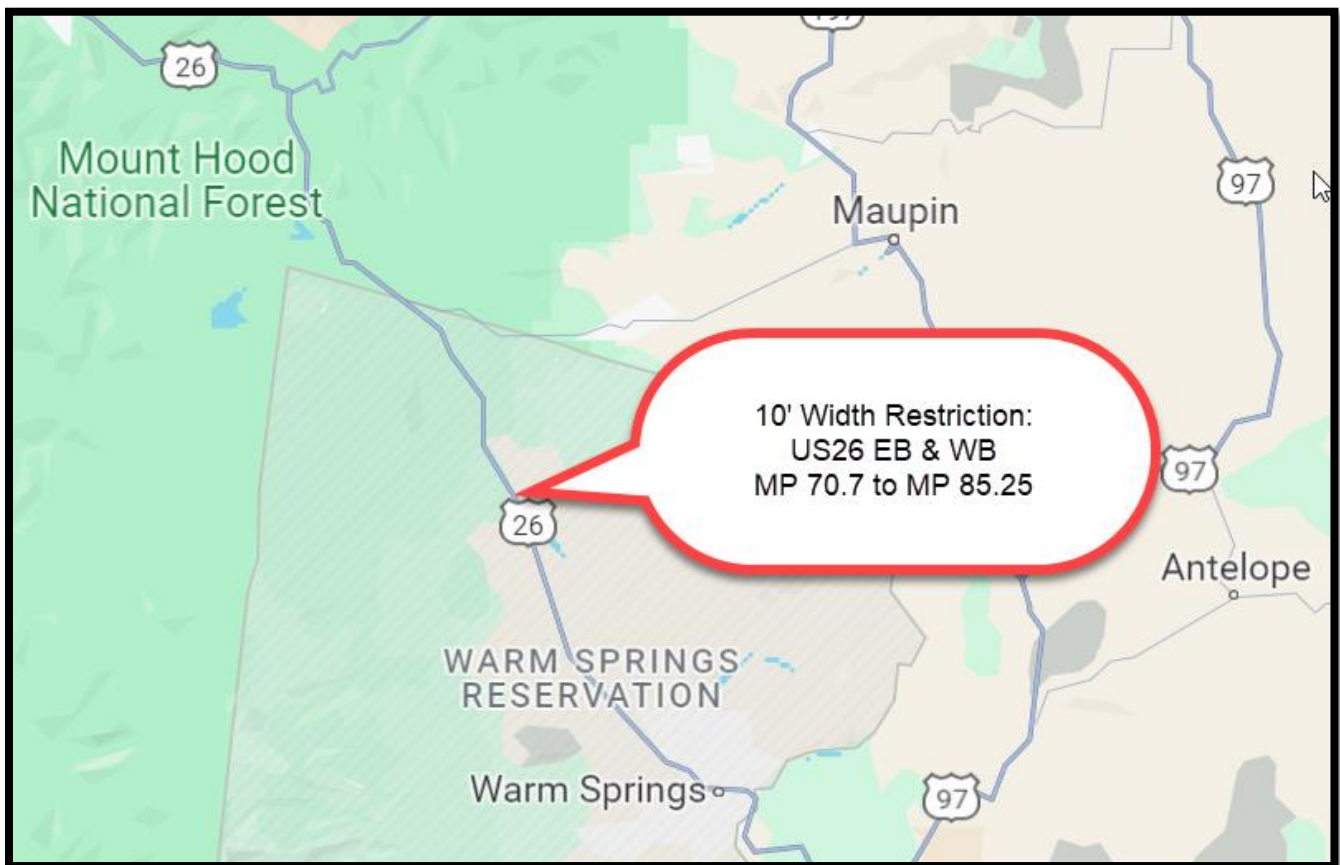 197
26
Mount Hood
National Forest
97
Maupin
10' Width Restriction:
US26 EB & WB
MP 70.7 to MP 85.25
97
26
Antelope
WARM SPRINGS
RESERVATION
Warm Springs
97